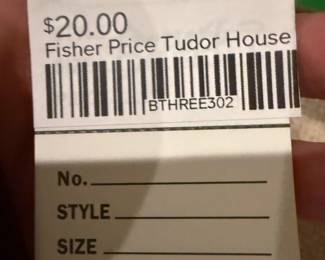 $20.00
Fisher Price Tudor House
BTHREE302
No.
STYLE
SIZE